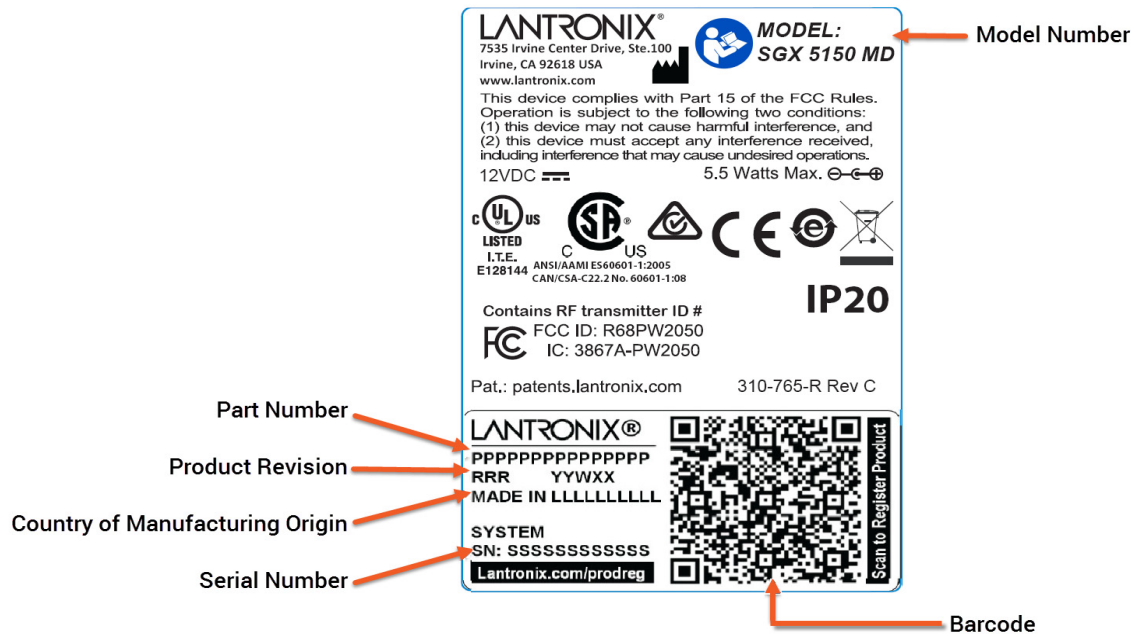 LANTRONIX®
7535 Irvine Center Drive, Ste.100
Irvine, CA 92618 USA
www.lantronix.com
MODEL:
SGX 5150 MD
Model Number
This device complies with Part 15 of the FCC Rules.
Operation is subject to the following two conditions:
(1) this device may not cause harmful interference, and
(2) this device must accept any interference received,
including interference that may cause undesired operations.
12VDC
5.5 Watts Max.
C UL US
LISTED
I.T.E.
E128144
SA ®
C US
ANSI/AAMI ES60601-1:2005
CAN/CSA-C22.2 No. 60601-1:08
CE
e
IP20
Contains RF transmitter ID #
FC FCC ID: R68PW2050
IC: 3867A-PW2050
Pat.: patents.lantronix.com
310-765-R Rev C
Part Number
Product Revision
Country of Manufacturing Origin
Serial Number
LANTRONIX®
PPPPPPPPPPPPPPP
RRR YYWXX
MADE IN LLLLLLLLLL
SYSTEM
SN: SSSSSSSSSSSS
Lantronix.com/prodreg
Scan to Register Product
Barcode